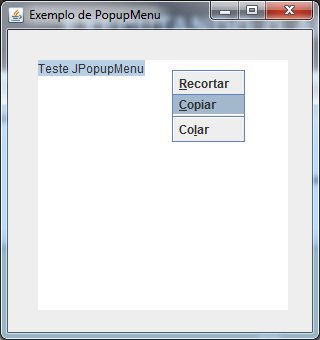 Exemplo de PopupMenu
Teste JPopupMenu
Recortar
Copiar
Colar